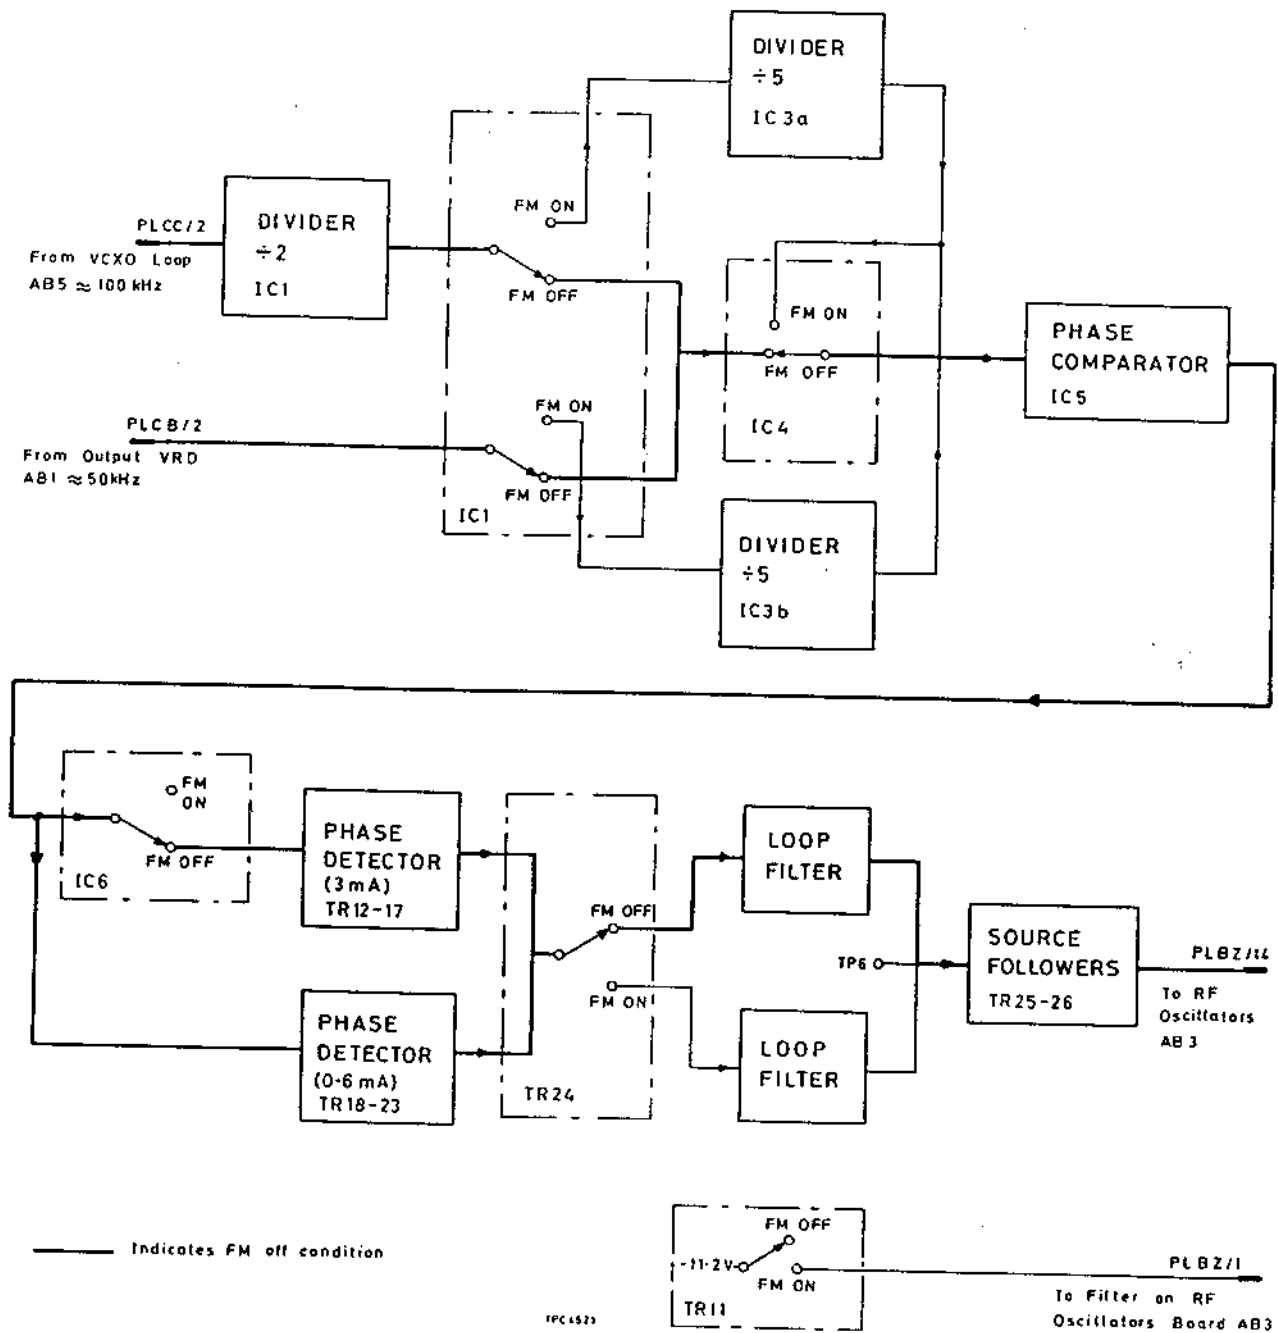 DIVIDER
÷5
IC3a
FM ON
PLCC/2
DIVIDER
÷2
IC1
From VCXO Loop
AB5 ≈ 100 kHz
FM OFF
FM ON
FM OFF
IC4
PHASE
COMPARATOR
IC5
FM ON
PLCB/2
From Output VRD
AB1 ≈ 50kHz
FM OFF
IC1
DIVIDER
÷5
IC3b
FM
ON
FM OFF
IC6
PHASE
DETECTOR
(3mA)
TR12-17
LOOP
FILTER
FM OFF
FM ON
TR24
TP6
SOURCE
FOLLOWERS
TR25-26
PLBZ/14
To RF
Oscillators
AB3
PHASE
DETECTOR
(0·6mA)
TR18-23
LOOP
FILTER
Indicates FM off condition
FM OFF
-11·2V
FM ON
TR11
PLBZ/1
To Filter on RF
Oscillators Board AB3
TPC4523